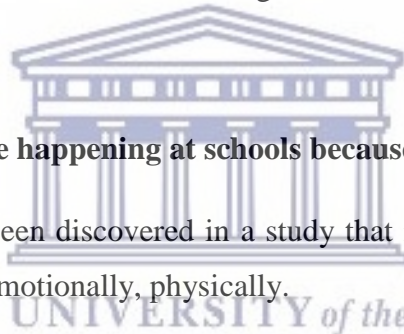 e happening at schools because
een discovered in a study that
motionally, physically.
UNIVERSITY of the